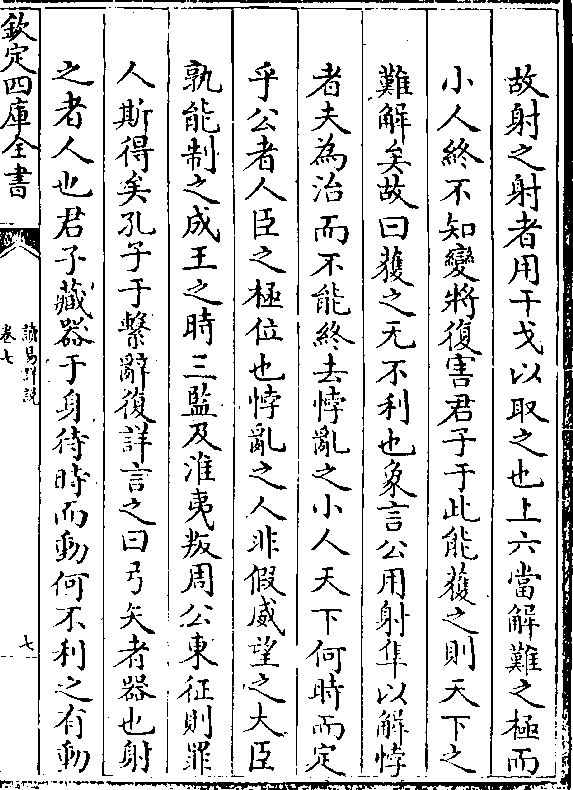 故射之射者用干戈以取之也上六當解難之極而
小人終不知變將復害君子于此能獲之則天下之
難解矣故曰獲之无不利也象言公用射隼以解悖
者夫為治而不能終去悖亂之小人天下何時而定
乎公者人臣之極位也悖亂之人非假威望之大臣
孰能制之成王之時三監及淮夷叛周公東征則罪
人斯得矣孔子于繫辭復詳言之曰弓矢者器也射
之者人也君子藏器于身待時而動何不利之有動
欽定四庫全書
讀易詳說
卷七
七